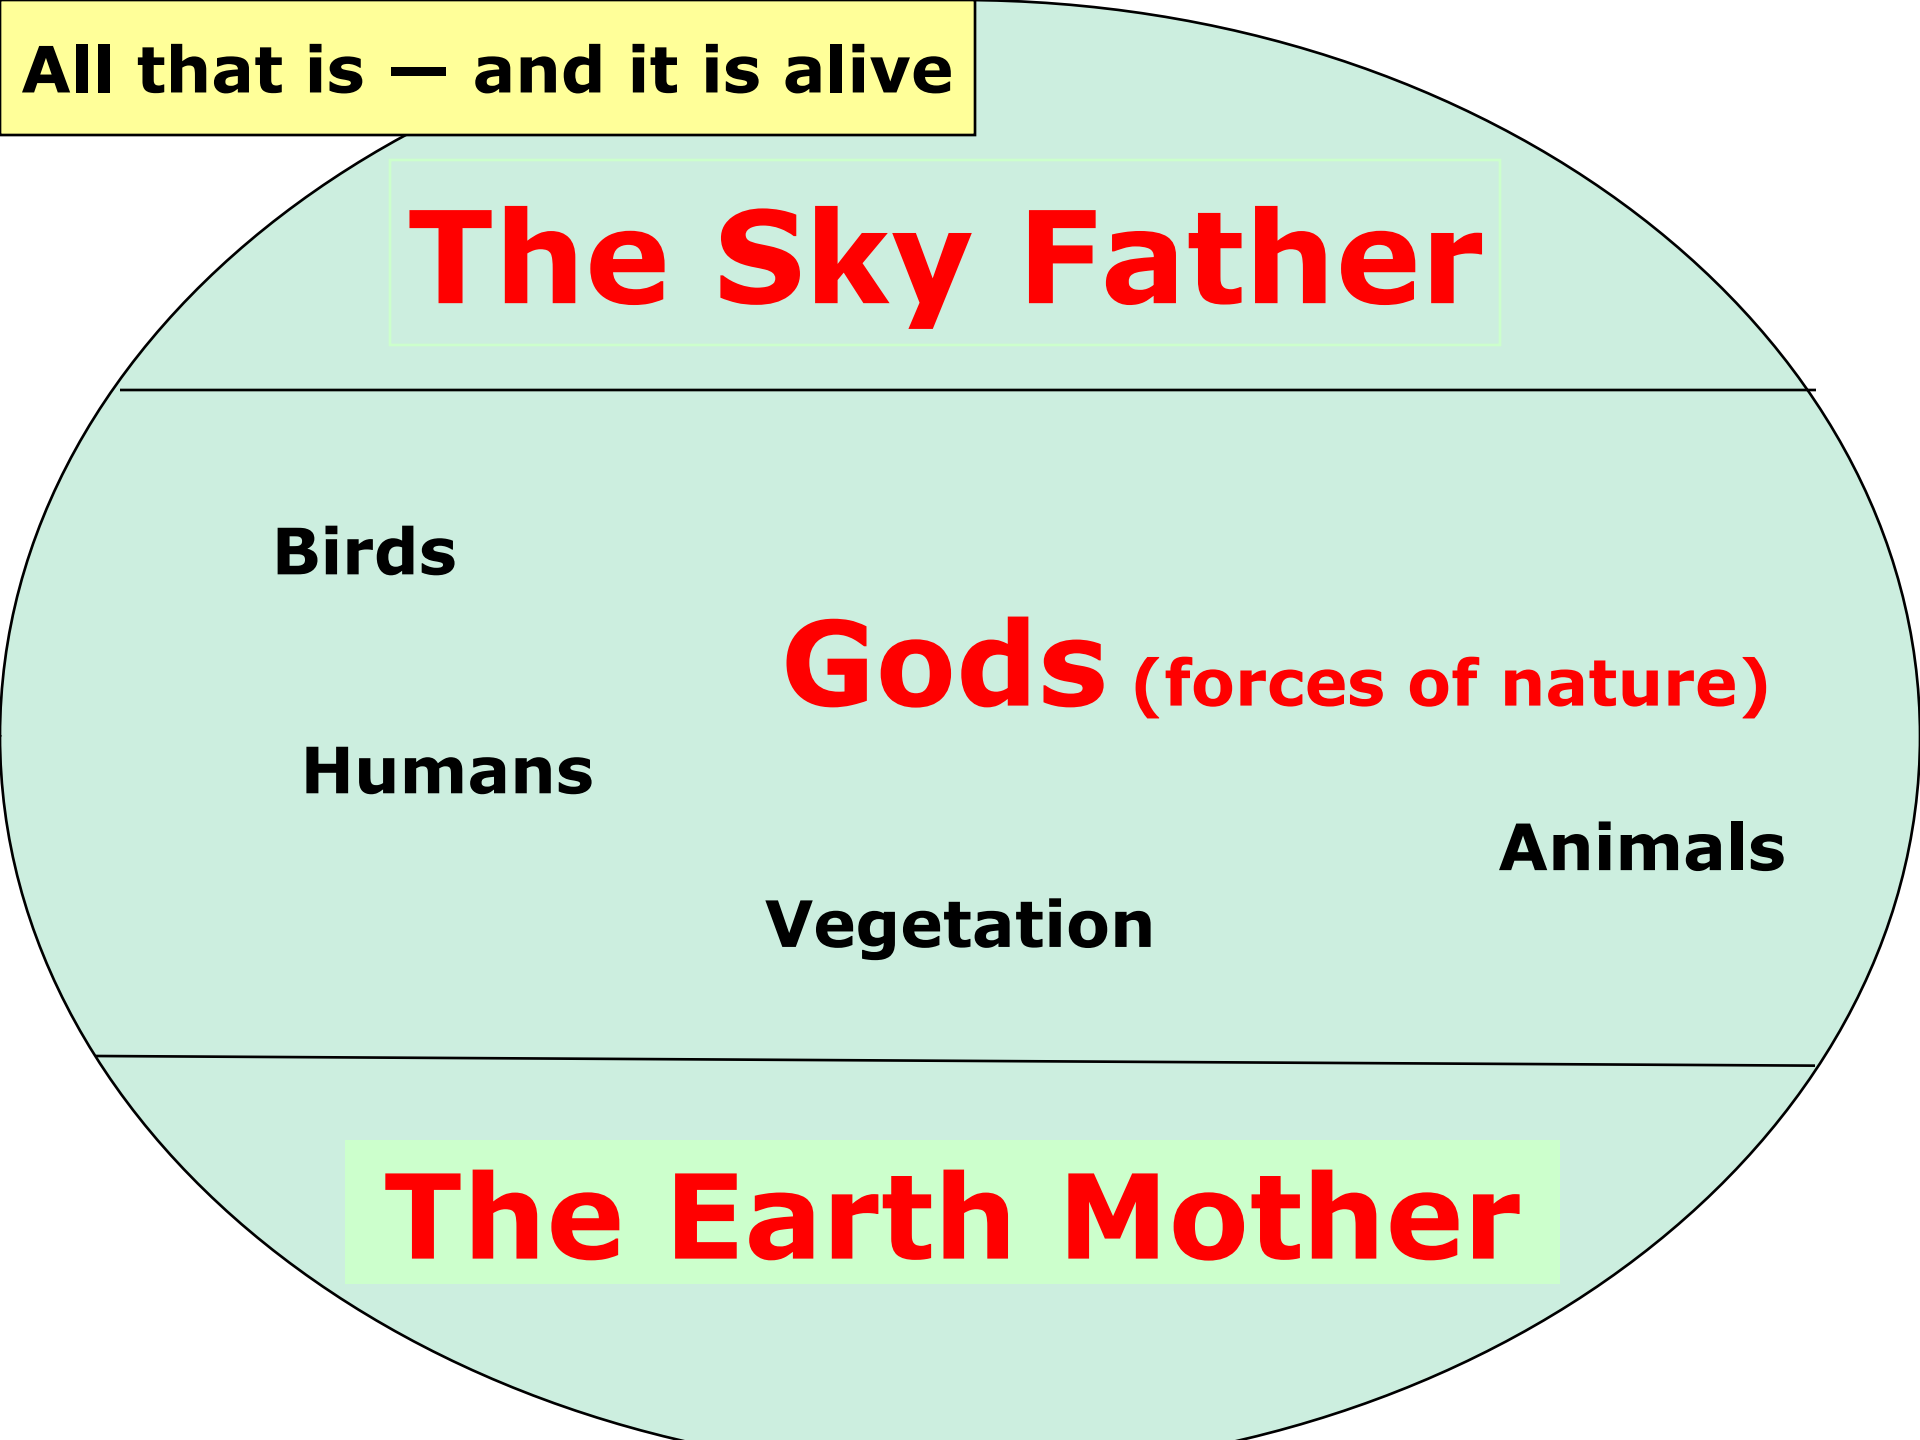 All that is — and it is alive
The Sky Father
Birds
Gods (forces of nature)
Humans
Animals
Vegetation
The Earth Mother